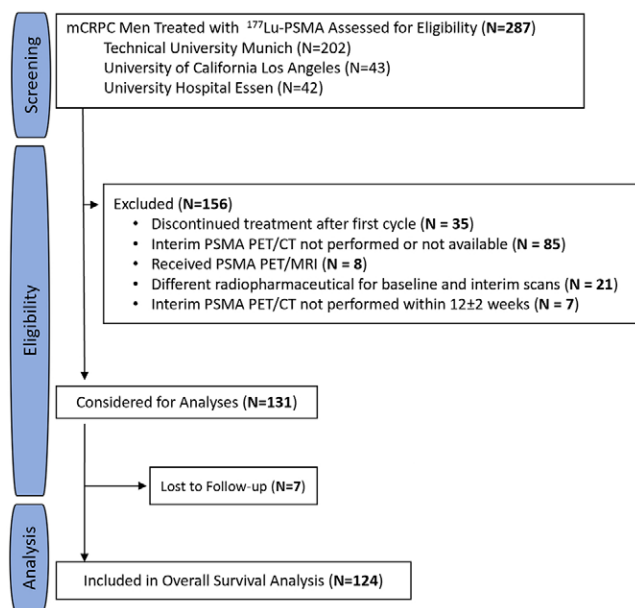 Screening
mCRPC Men Treated with ¹⁷⁷Lu-PSMA Assessed for Eligibility (N=287)
Technical University Munich (N=202)
University of California Los Angeles (N=43)
University Hospital Essen (N=42)
Eligibility
Excluded (N=156)
• Discontinued treatment after first cycle (N = 35)
• Interim PSMA PET/CT not performed or not available (N = 85)
• Received PSMA PET/MRI (N = 8)
• Different radiopharmaceutical for baseline and interim scans (N = 21)
• Interim PSMA PET/CT not performed within 12±2 weeks (N = 7)
Considered for Analyses (N=131)
Lost to Follow-up (N=7)
Analysis
Included in Overall Survival Analysis (N=124)